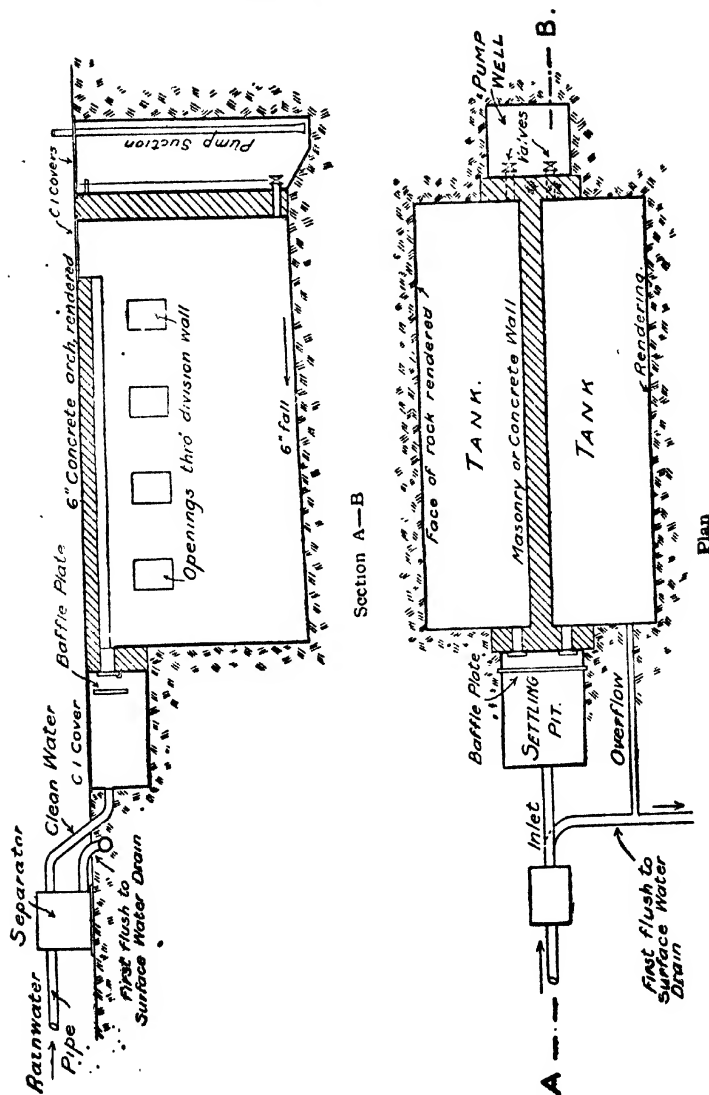 Rainwater
Pipe
Separator
Clean Water
C I Cover
Baffle Plate
6" Concrete arch, rendered
C I Covers
First flush to
Surface Water Drain
Openings thro' division wall
6" fall
Pump Suction
Section A—B
A
B.
Inlet
First flush to
Surface Water
Drain
Overflow
Baffle Plate
SETTLING
PIT.
Face of rock rendered
TANK.
Masonry or Concrete Wall
TANK
Rendering.
Valves
PUMP
WELL
Plan